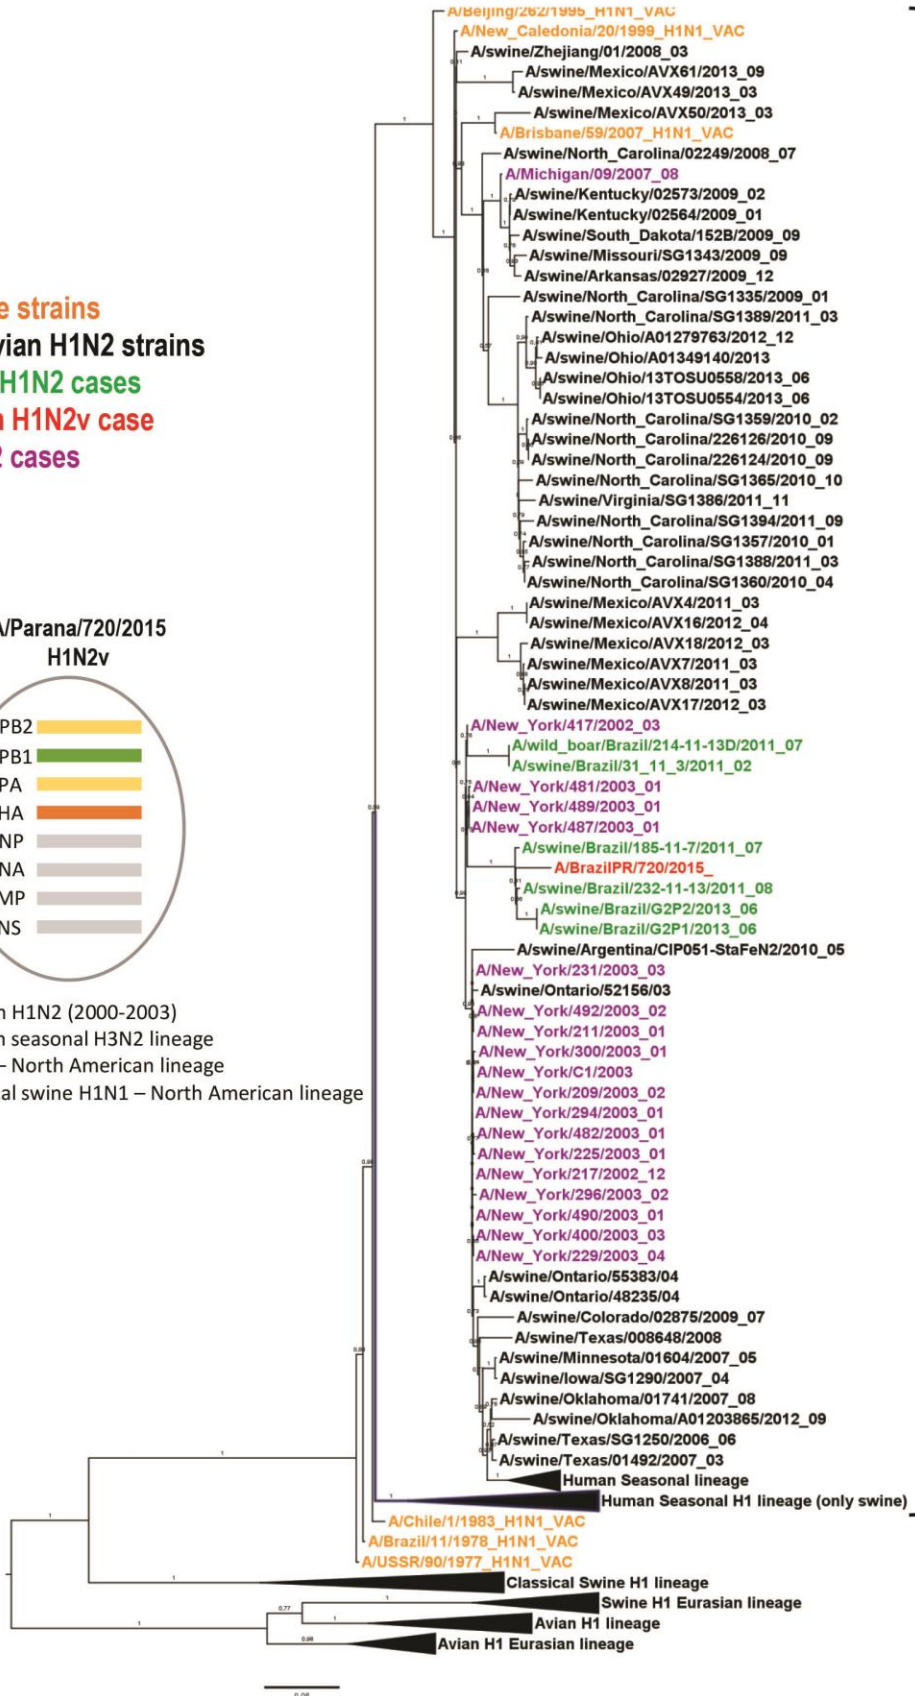 A/Beijing/262/1995_H1N1_VAC
A/New_Caledonia/20/1999_H1N1_VAC
A/swine/Zhejiang/01/2008_03
A/swine/Mexico/AVX61/2013_09
A/swine/Mexico/AVX49/2013_03
A/swine/Mexico/AVX50/2013_03
A/Brisbane/59/2007_H1N1_VAC
A/swine/North_Carolina/02249/2008_07
A/Michigan/09/2007_08
A/swine/Kentucky/02573/2009_02
A/swine/Kentucky/02564/2009_01
A/swine/South_Dakota/152B/2009_09
A/swine/Missouri/SG1343/2009_09
A/swine/Arkansas/02927/2009_12
A/swine/North_Carolina/SG1335/2009_01
A/swine/North_Carolina/SG1389/2011_03
A/swine/Ohio/A01279763/2012_12
A/swine/Ohio/A01349140/2013
A/swine/Ohio/13TOSU0558/2013_06
A/swine/Ohio/13TOSU0554/2013_06
A/swine/North_Carolina/SG1359/2010_02
A/swine/North_Carolina/226126/2010_09
A/swine/North_Carolina/226124/2010_09
A/swine/North_Carolina/SG1365/2010_10
A/swine/Virginia/SG1386/2011_11
A/swine/North_Carolina/SG1394/2011_09
A/swine/North_Carolina/SG1357/2010_01
A/swine/North_Carolina/SG1388/2011_03
A/swine/North_Carolina/SG1360/2010_04
A/swine/Mexico/AVX4/2011_03
A/swine/Mexico/AVX16/2012_04
A/swine/Mexico/AVX18/2012_03
A/swine/Mexico/AVX7/2011_03
A/swine/Mexico/AVX8/2011_03
A/swine/Mexico/AVX17/2012_03
A/New_York/417/2002_03
A/wild_boar/Brazil/214-11-13D/2011_07
A/swine/Brazil/31_11_3/2011_02
A/New_York/481/2003_01
A/New_York/489/2003_01
A/New_York/487/2003_01
A/swine/Brazil/185-11-7/2011_07
A/BrazilPR/720/2015_
A/swine/Brazil/232-11-13/2011_08
A/swine/Brazil/G2P2/2013_06
A/swine/Brazil/G2P1/2013_06
A/swine/Argentina/CIP051-StaFeN2/2010_05
A/New_York/231/2003_03
A/swine/Ontario/52156/03
A/New_York/492/2003_02
A/New_York/211/2003_01
A/New_York/300/2003_01
A/New_York/C1/2003
A/New_York/209/2003_02
A/New_York/294/2003_01
A/New_York/482/2003_01
A/New_York/225/2003_01
A/New_York/217/2002_12
A/New_York/296/2003_02
A/New_York/490/2003_01
A/New_York/400/2003_03
A/New_York/229/2003_04
A/swine/Ontario/55383/04
A/swine/Ontario/48235/04
A/swine/Colorado/02875/2009_07
A/swine/Texas/008648/2008
A/swine/Minnesota/01604/2007_05
A/swine/Iowa/SG1290/2007_04
A/swine/Oklahoma/01741/2007_08
A/swine/Oklahoma/A01203865/2012_09
A/swine/Texas/SG1250/2006_06
A/swine/Texas/01492/2007_03
Human Seasonal lineage
Human Seasonal H1 lineage (only swine)
A/Chile/1/1983_H1N1_VAC
A/Brazil/11/1978_H1N1_VAC
A/USSR/90/1977_H1N1_VAC
Classical Swine H1 lineage
Swine H1 Eurasian lineage
Avian H1 lineage
Avian H1 Eurasian lineage
e strains
vian H1N2 strains
H1N2 cases
n H1N2v case
2 cases
A/Parana/720/2015
H1N2v
PB2
PB1
PA
HA
NP
NA
MP
NS
n H1N2 (2000-2003)
n seasonal H3N2 lineage
– North American lineage
cal swine H1N1 – North American lineage